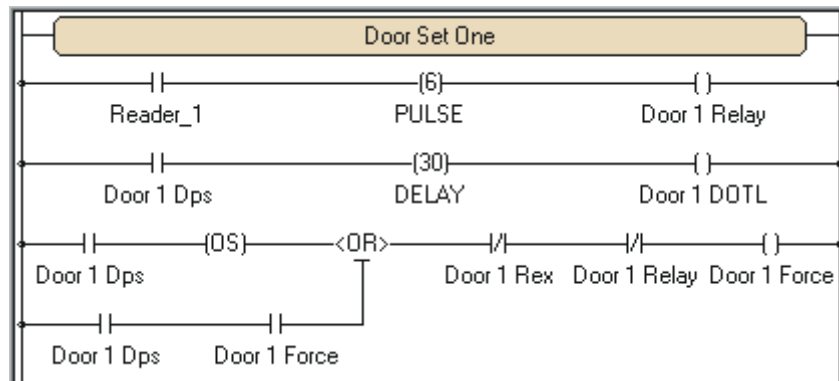 Door Set One
(6)
Reader_1 PULSE Door 1 Relay
(30)
Door 1 Dps DELAY Door 1 DOTL
(OS) <OR>
Door 1 Dps Door 1 Rex Door 1 Relay Door 1 Force
Door 1 Dps Door 1 Force